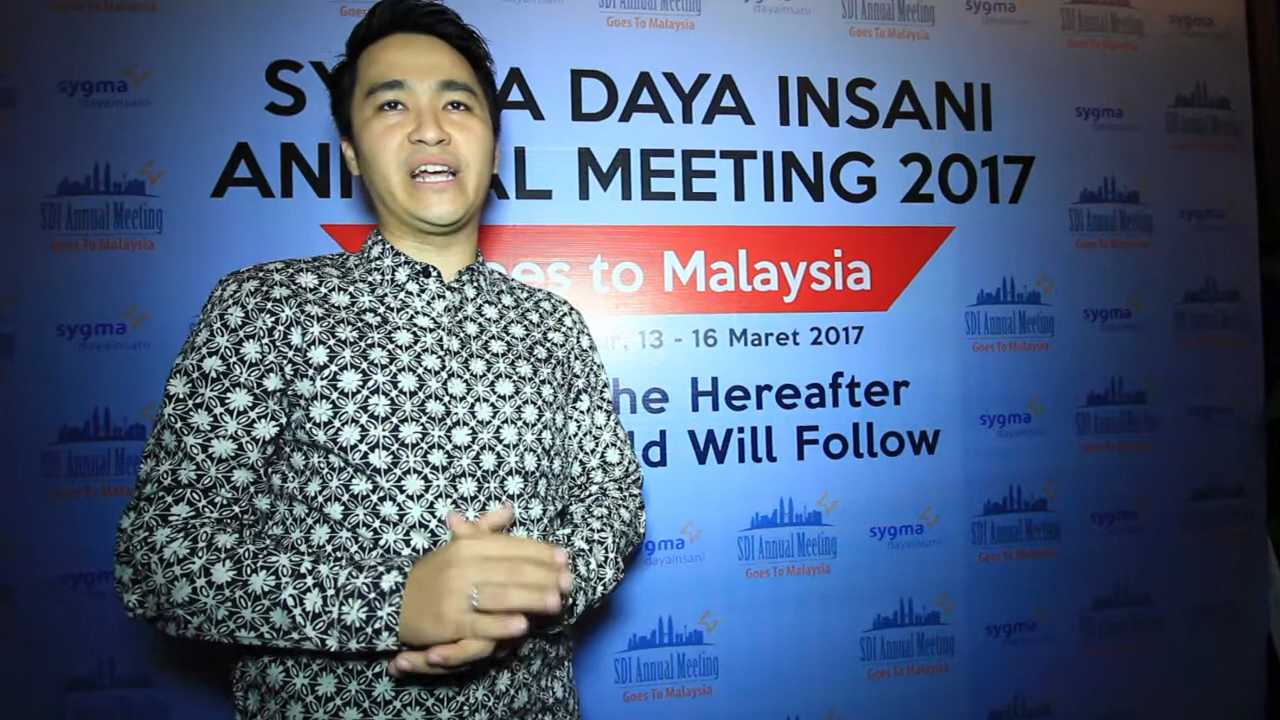 SY A DAYA INSANI
AN AL MEETING 2017
es to Malaysia
r, 13 - 16 Maret 2017
he Hereafter
ld Will Follow
SDI Annual Meeting
Goes To Malaysia
sygma
dayainsani